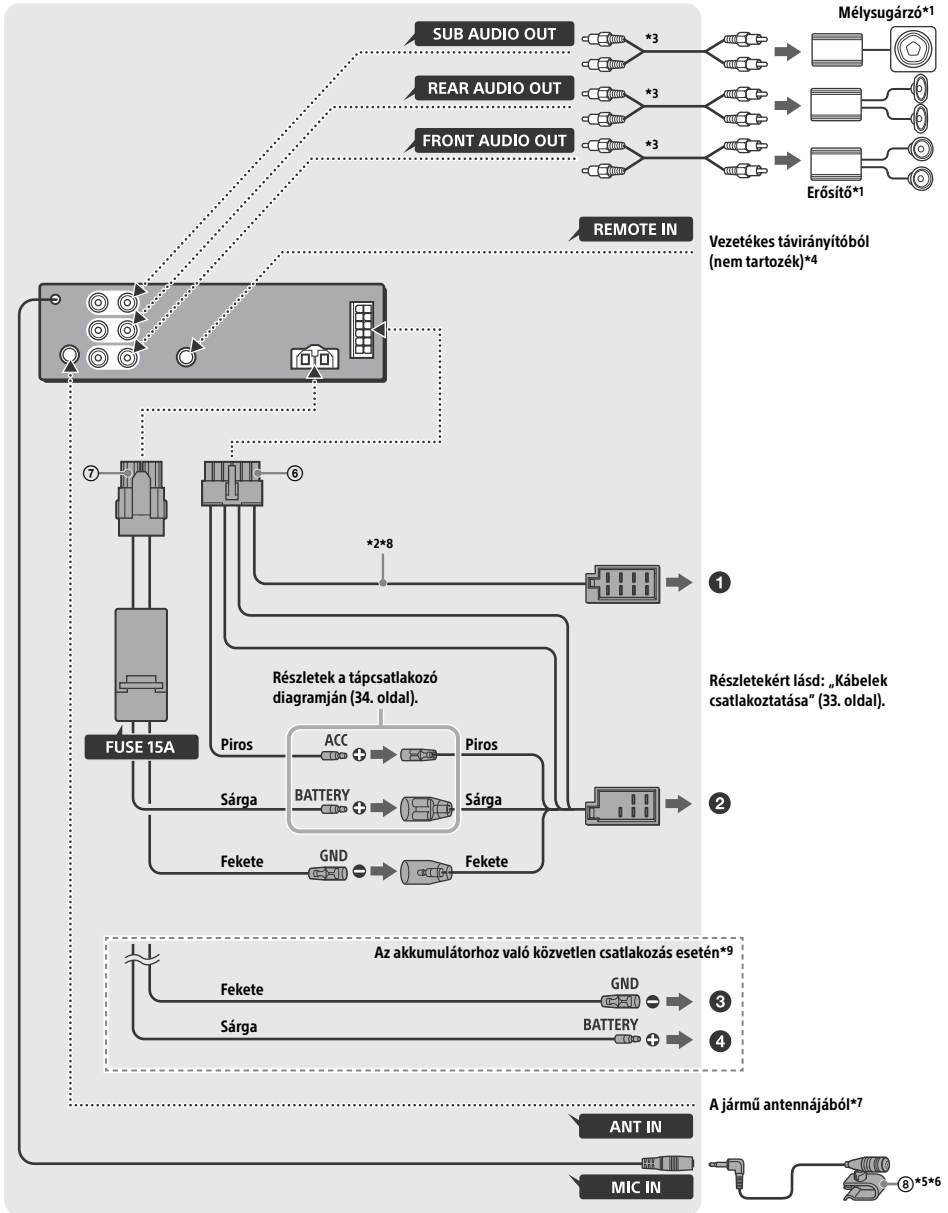 Mélysugárzó*1
SUB AUDIO OUT
*3
REAR AUDIO OUT
*3
FRONT AUDIO OUT
*3
Erősítő*1
REMOTE IN
Vezetékes távirányítóból
(nem tartozék)*4
⑦
⑥
*2*8
❶
Részletek a tápcsatlakozó
diagramján (34. oldal).
Részletekért lásd: „Kábelek
csatlakoztatása” (33. oldal).
FUSE 15A
Piros
ACC
Piros
Sárga
BATTERY
Sárga
❷
Fekete
GND
Fekete
Az akkumulátorhoz való közvetlen csatlakozás esetén*9
Fekete
GND
❸
Sárga
BATTERY
❹
A jármű antennájából*7
ANT IN
MIC IN
⑧*5*6